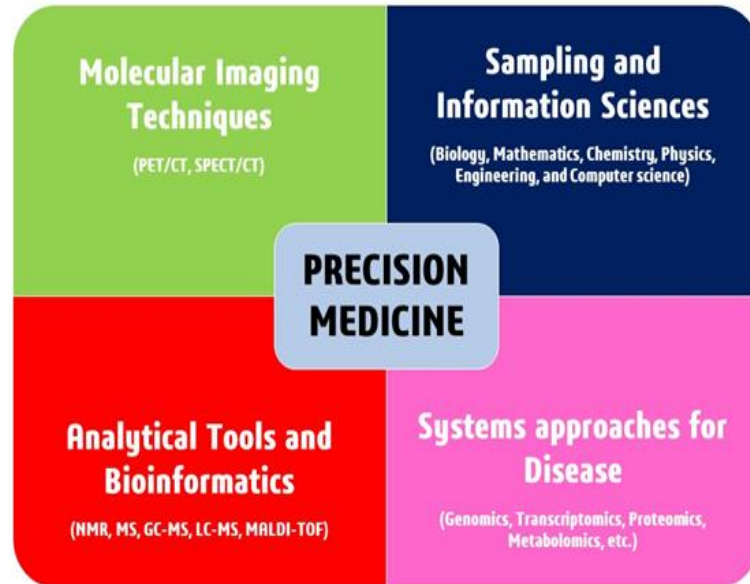 Molecular Imaging
Techniques
(PET/CT, SPECT/CT)
Sampling and
Information Sciences
(Biology, Mathematics, Chemistry, Physics,
Engineering, and Computer science)
PRECISION
MEDICINE
Analytical Tools and
Bioinformatics
(NMR, MS, GC-MS, LC-MS, MALDI-TOF)
Systems approaches for
Disease
(Genomics, Transcriptomics, Proteomics,
Metabolomics, etc.)